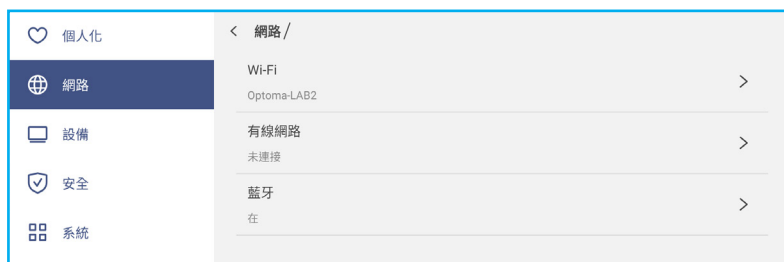 個人化
網路
設備
安全
系統
網路/
Wi-Fi
Optoma-LAB2
有線網路
未連接
藍牙
在